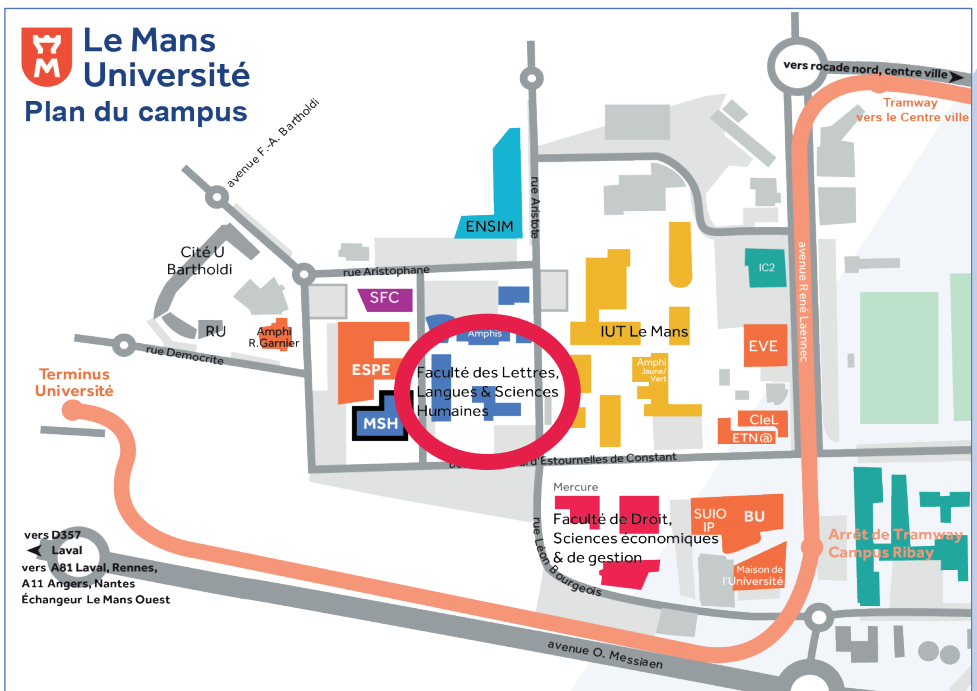 Le Mans
Université
Plan du campus
avenue F.-A. Bartholdi
vers rocade nord, centre ville
Tramway
vers le Centre ville
rue Aristote
ENSIM
Cité U
Bartholdi
rue Aristophane
IC2
avenue René Laennec
SFC
RU
Amphi
R.Garnier
Amphis
IUT Le Mans
EVE
rue Democrite
ESPE
Faculté des Lettres,
Langues & Sciences
Humaines
Amphi
Jaune/
Vert
Terminus
Université
MSH
CleL
ETN@
d'Estournelles de Constant
Mercure
Faculté de Droit,
Sciences économiques
& de gestion
SUIO
IP
BU
rue Léon Bourgeois
Maison de
l'Université
Arrêt de Tramway
Campus Ribay
vers D357
Laval
vers A81 Laval, Rennes,
A11 Angers, Nantes
Échangeur Le Mans Ouest
avenue O. Messiaen